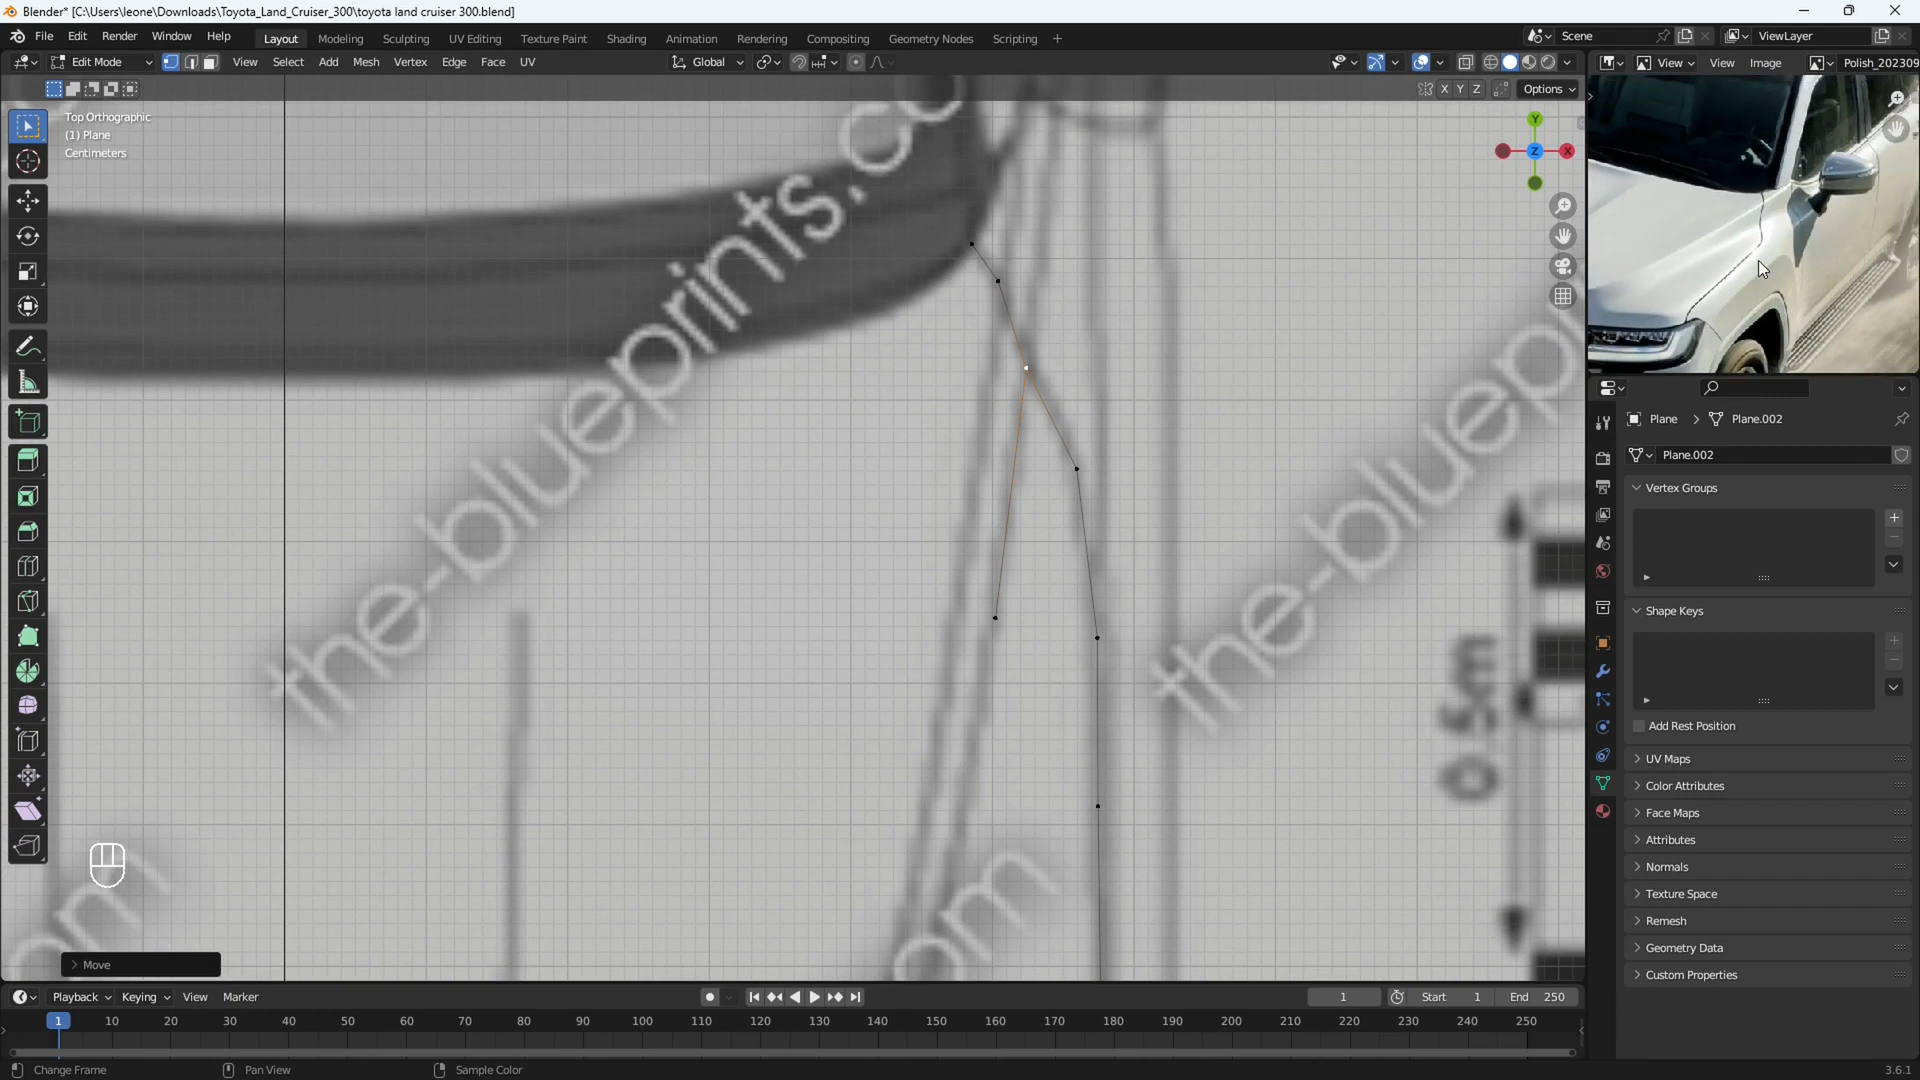 Blender* [C:\Users\leone\Downloads\Toyota_Land_Cruiser_300\toyota land cruiser 300.blend]
File Edit Render Window Help Layout Modeling Sculpting UV Editing Texture Paint Shading Animation Rendering Compositing Geometry Nodes Scripting + Scene ViewLayer
Edit Mode View Select Add Mesh Vertex Edge Face UV Global View View Image Polish_202309
X Y Z Options
Top Orthographic
(1) Plane
Centimeters
Y
Z X
the-blueprints.co
the-bluepri
om
om
Plane > Plane.002
Plane.002
Vertex Groups
Shape Keys
Add Rest Position
UV Maps
Color Attributes
Face Maps
Attributes
Normals
Texture Space
Remesh
Geometry Data
Custom Properties
> Move
Playback Keying View Marker 1 Start 1 End 250
1 10 20 30 40 50 60 70 80 90 100 110 120 130 140 150 160 170 180 190 200 210 220 230 240 250
Change Frame Pan View Sample Color 3.6.1